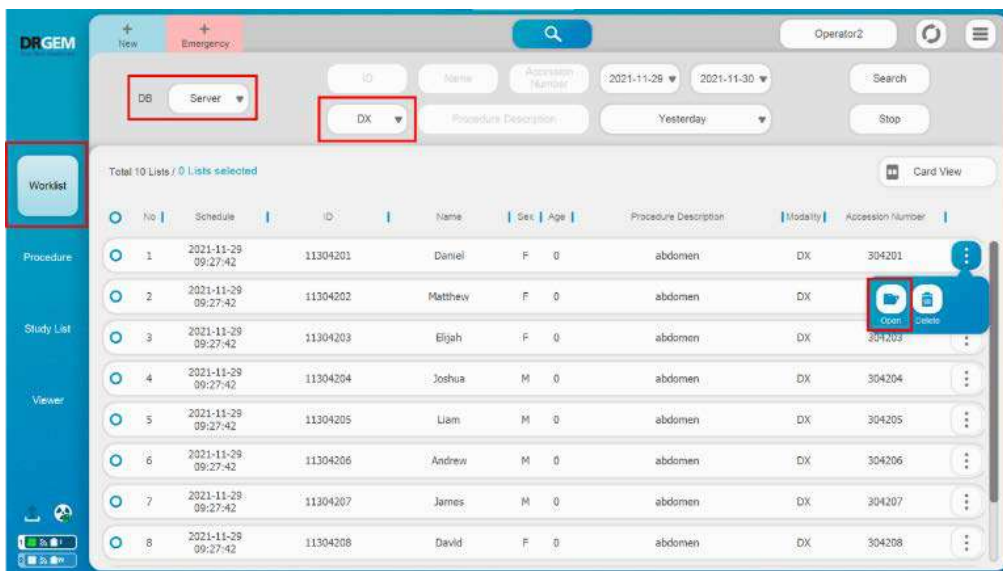 DRGEM
+ New
+ Emergency
Operator2
DB Server
ID Name Accession Number
2021-11-29 2021-11-30
Search
DX
Procedure Description
Yesterday
Stop
Worklist
Procedure
Study List
Viewer
Total 10 Lists / 0 Lists selected
Card View
No Schedule ID Name Sex Age Procedure Description Modality Accession Number
1 2021-11-29 09:27:42 11304201 Daniel F 0 abdomen DX 304201
2 2021-11-29 09:27:42 11304202 Matthew F 0 abdomen DX
Open Delete
3 2021-11-29 09:27:42 11304203 Elijah F 0 abdomen DX 304203
4 2021-11-29 09:27:42 11304204 Joshua M 0 abdomen DX 304204
5 2021-11-29 09:27:42 11304205 Liam M 0 abdomen DX 304205
6 2021-11-29 09:27:42 11304206 Andrew M 0 abdomen DX 304206
7 2021-11-29 09:27:42 11304207 James M 0 abdomen DX 304207
8 2021-11-29 09:27:42 11304208 David F 0 abdomen DX 304208